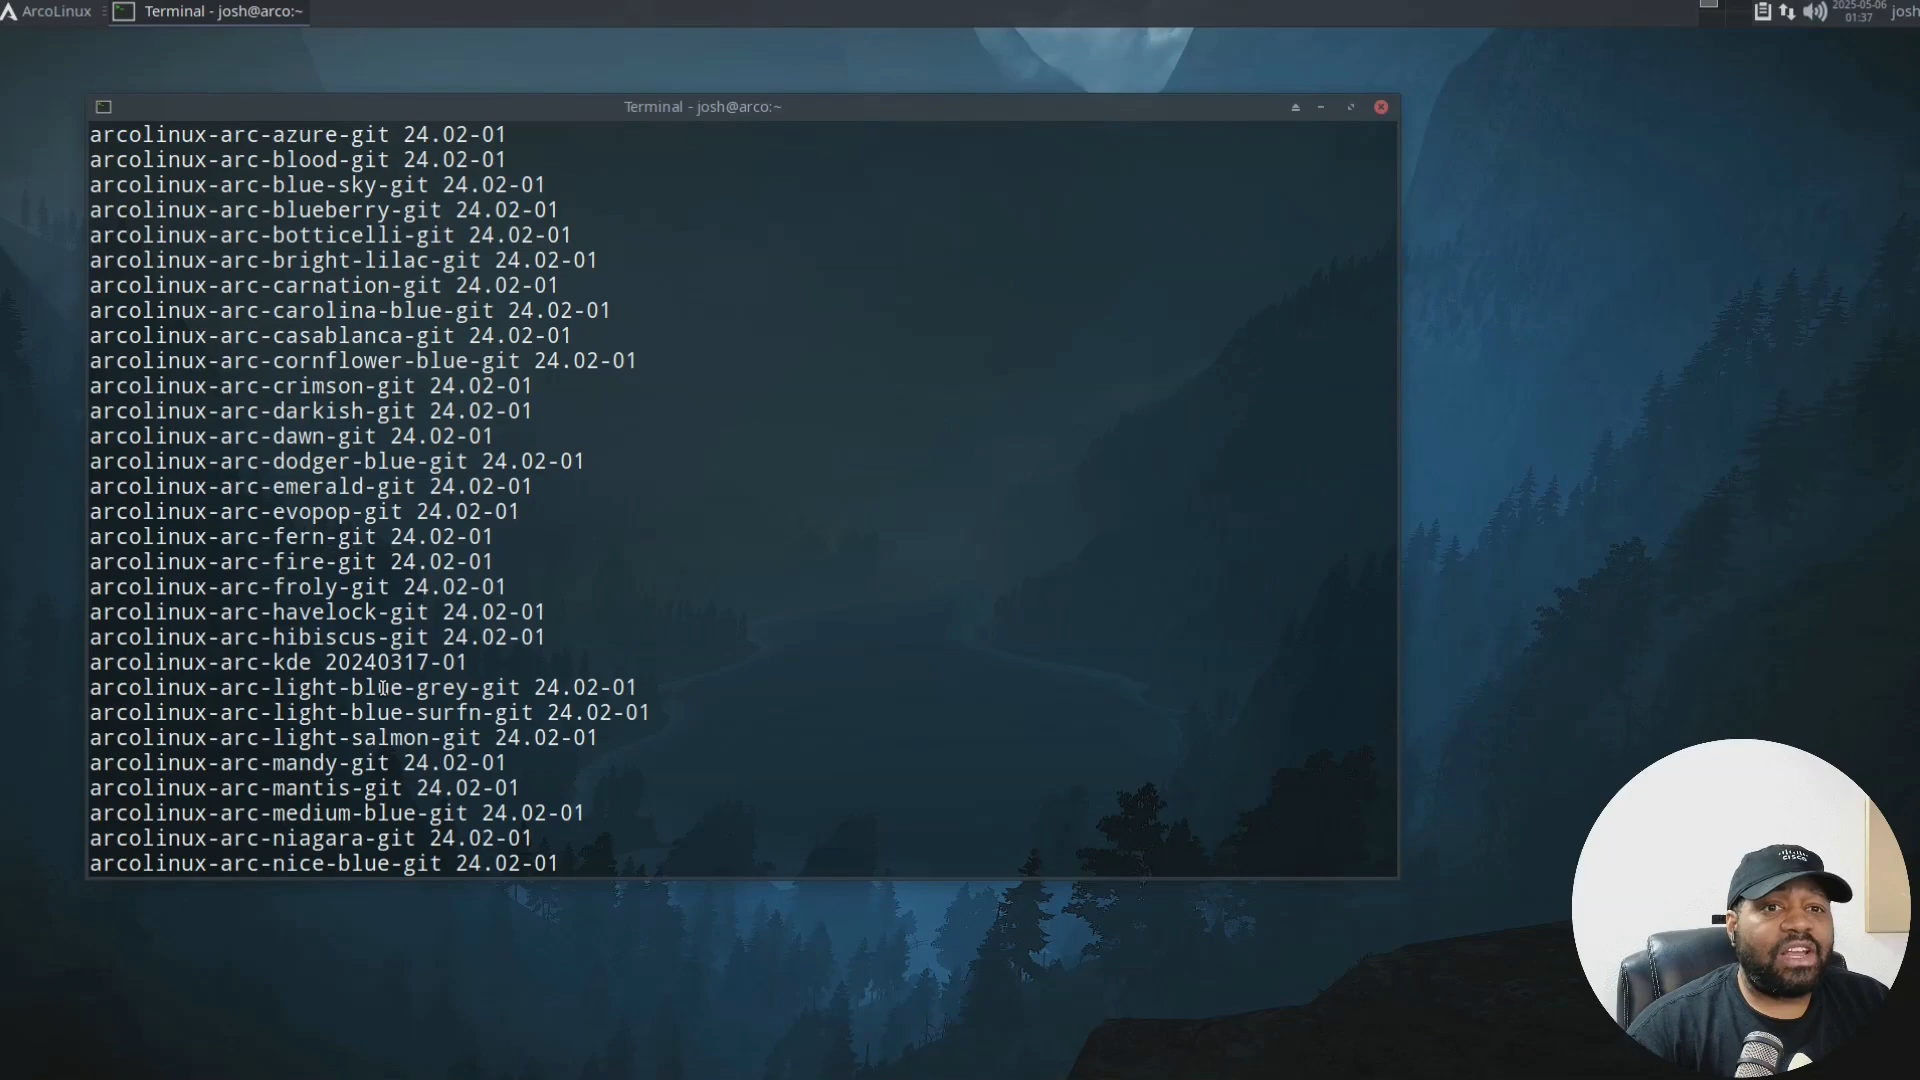 ArcoLinux
Terminal - josh@arco:~
2025-05-06
01:37
josh
Terminal - josh@arco:~
arcolinux-arc-azure-git 24.02-01
arcolinux-arc-blood-git 24.02-01
arcolinux-arc-blue-sky-git 24.02-01
arcolinux-arc-blueberry-git 24.02-01
arcolinux-arc-botticelli-git 24.02-01
arcolinux-arc-bright-lilac-git 24.02-01
arcolinux-arc-carnation-git 24.02-01
arcolinux-arc-carolina-blue-git 24.02-01
arcolinux-arc-casablanca-git 24.02-01
arcolinux-arc-cornflower-blue-git 24.02-01
arcolinux-arc-crimson-git 24.02-01
arcolinux-arc-darkish-git 24.02-01
arcolinux-arc-dawn-git 24.02-01
arcolinux-arc-dodger-blue-git 24.02-01
arcolinux-arc-emerald-git 24.02-01
arcolinux-arc-evopop-git 24.02-01
arcolinux-arc-fern-git 24.02-01
arcolinux-arc-fire-git 24.02-01
arcolinux-arc-froly-git 24.02-01
arcolinux-arc-havelock-git 24.02-01
arcolinux-arc-hibiscus-git 24.02-01
arcolinux-arc-kde 20240317-01
arcolinux-arc-light-blue-grey-git 24.02-01
arcolinux-arc-light-blue-surfn-git 24.02-01
arcolinux-arc-light-salmon-git 24.02-01
arcolinux-arc-mandy-git 24.02-01
arcolinux-arc-mantis-git 24.02-01
arcolinux-arc-medium-blue-git 24.02-01
arcolinux-arc-niagara-git 24.02-01
arcolinux-arc-nice-blue-git 24.02-01
CISCO